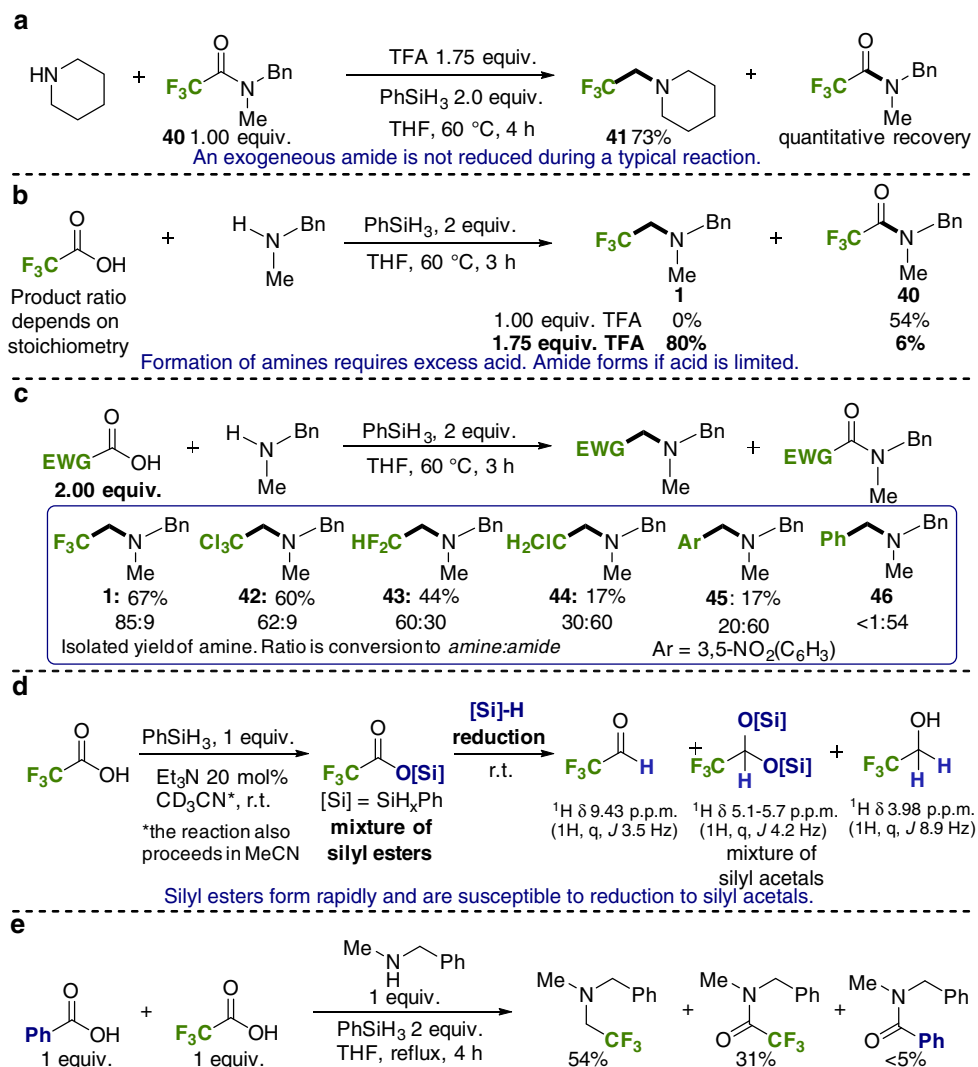 a
HN
+
F3C
O
N
Bn
Me
40 1.00 equiv.
TFA 1.75 equiv.
PhSiH3 2.0 equiv.
THF, 60 °C, 4 h
F3C
N
41 73%
+
F3C
O
N
Bn
Me
quantitative recovery
An exogeneous amide is not reduced during a typical reaction.
b
F3C
O
OH
Product ratio
depends on
stoichiometry
+
H
N
Bn
Me
PhSiH3, 2 equiv.
THF, 60 °C, 3 h
F3C
N
Bn
Me
1
+
F3C
O
N
Bn
Me
40
1.00 equiv. TFA 0% 54%
1.75 equiv. TFA 80% 6%
Formation of amines requires excess acid. Amide forms if acid is limited.
c
EWG
O
OH
2.00 equiv.
+
H
N
Bn
Me
PhSiH3, 2 equiv.
THF, 60 °C, 3 h
EWG
N
Bn
Me
+
EWG
O
N
Bn
Me
F3C
N
Bn
Me
1: 67%
85:9
Cl3C
N
Bn
Me
42: 60%
62:9
HF2C
N
Bn
Me
43: 44%
60:30
H2ClC
N
Bn
Me
44: 17%
30:60
Ar
N
Bn
Me
45: 17%
20:60
Ph
N
Bn
Me
46
<1:54
Isolated yield of amine. Ratio is conversion to amine:amide
Ar = 3,5-NO2(C6H3)
d
F3C
O
OH
PhSiH3, 1 equiv.
Et3N 20 mol%
CD3CN*, r.t.
*the reaction also
proceeds in MeCN
F3C
O
O[Si]
[Si] = SiHxPh
mixture of
silyl esters
[Si]-H
reduction
r.t.
F3C
O
H
1H δ 9.43 p.p.m.
(1H, q, J 3.5 Hz)
+
O[Si]
F3C
O[Si]
H
1H δ 5.1-5.7 p.p.m.
(1H, q, J 4.2 Hz)
mixture of
silyl acetals
+
OH
F3C
H
H
1H δ 3.98 p.p.m.
(1H, q, J 8.9 Hz)
Silyl esters form rapidly and are susceptible to reduction to silyl acetals.
e
Ph
O
OH
1 equiv.
+
F3C
O
OH
1 equiv.
Me
N
H
Ph
1 equiv.
PhSiH3 2 equiv.
THF, reflux, 4 h
Me
N
Ph
CF3
54%
+
Me
N
Ph
O
CF3
31%
+
Me
N
Ph
O
Ph
<5%